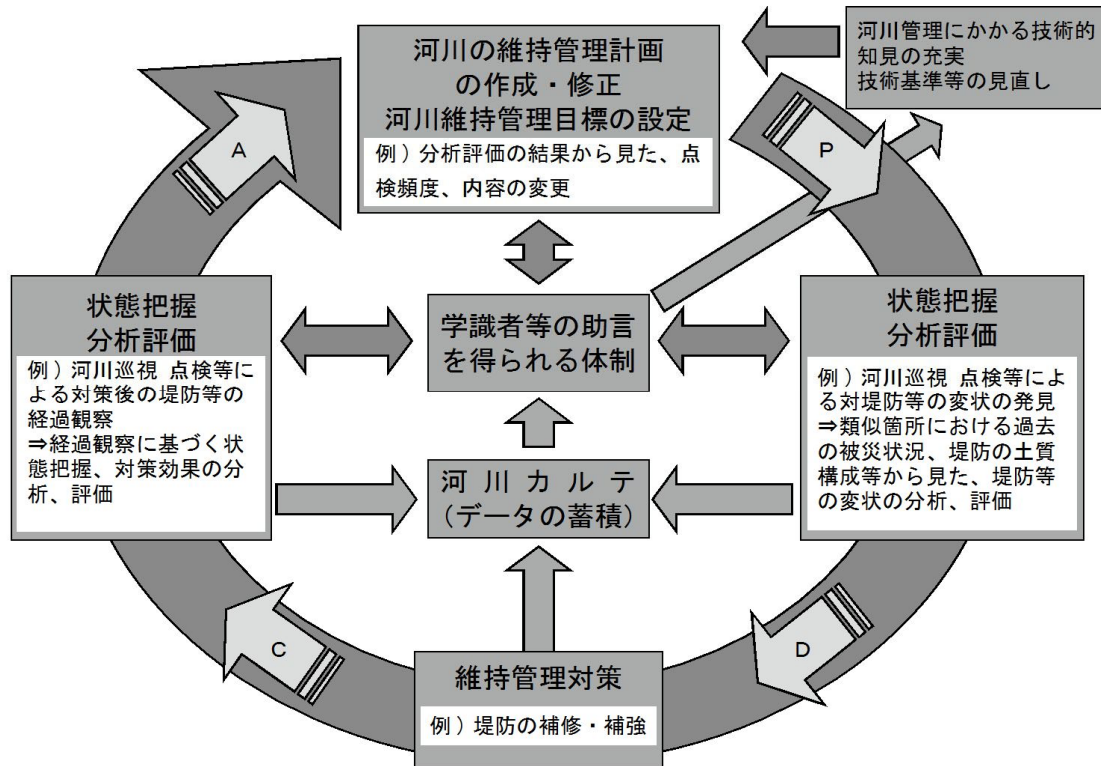 河川の維持管理計画
の作成・修正
河川維持管理目標の設定
例）分析評価の結果から見た、点
検頻度、内容の変更
河川管理にかかる技術的
知見の充実
技術基準等の見直し
A
P
状態把握
分析評価
例）河川巡視 点検等によ
る対策後の堤防等の
経過観察
⇒経過観察に基づく状
態把握、対策効果の分
析、評価
学識者等の助言
を得られる体制
状態把握
分析評価
例）河川巡視 点検等によ
る対堤防等の変状の発見
⇒類似箇所における過去
の被災状況、堤防の土質
構成等から見た、堤防等
の変状の分析、評価
河川カルテ
（データの蓄積）
C
D
維持管理対策
例）堤防の補修・補強